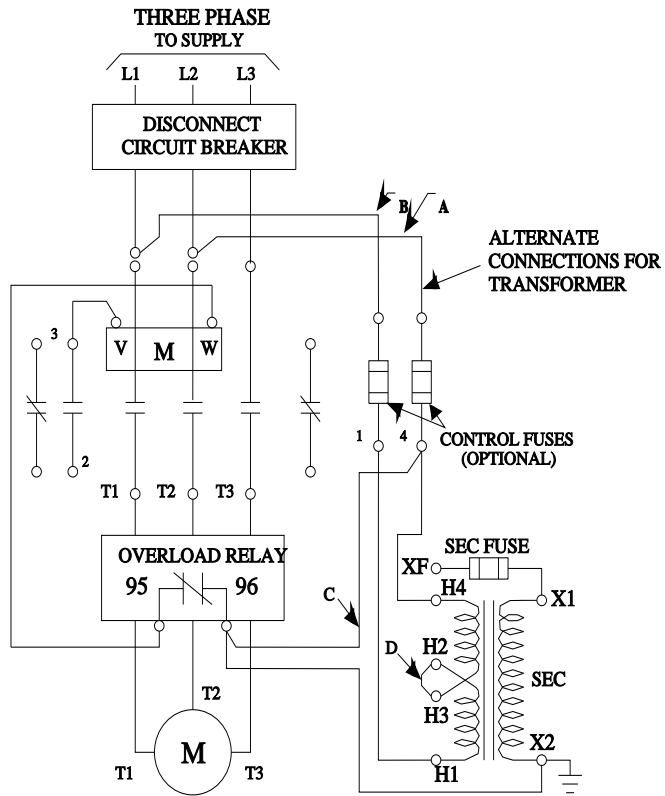 THREE PHASE
TO SUPPLY
L1 L2 L3
DISCONNECT
CIRCUIT BREAKER
B A
ALTERNATE
CONNECTIONS FOR
TRANSFORMER
3 V M W
1 4 CONTROL FUSES
(OPTIONAL)
2
T1 T2 T3
OVERLOAD RELAY
95 96
SEC FUSE
XF
H4 X1
C
D H2
SEC
H3
T2
M
X2
T1 T3 H1